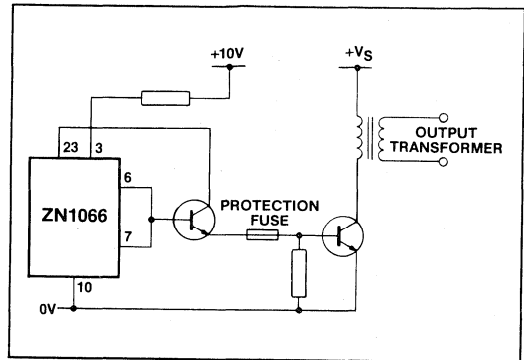 +10V
+VS
23 3
OUTPUT
TRANSFORMER
6
ZN1066
PROTECTION
FUSE
7
10
0V